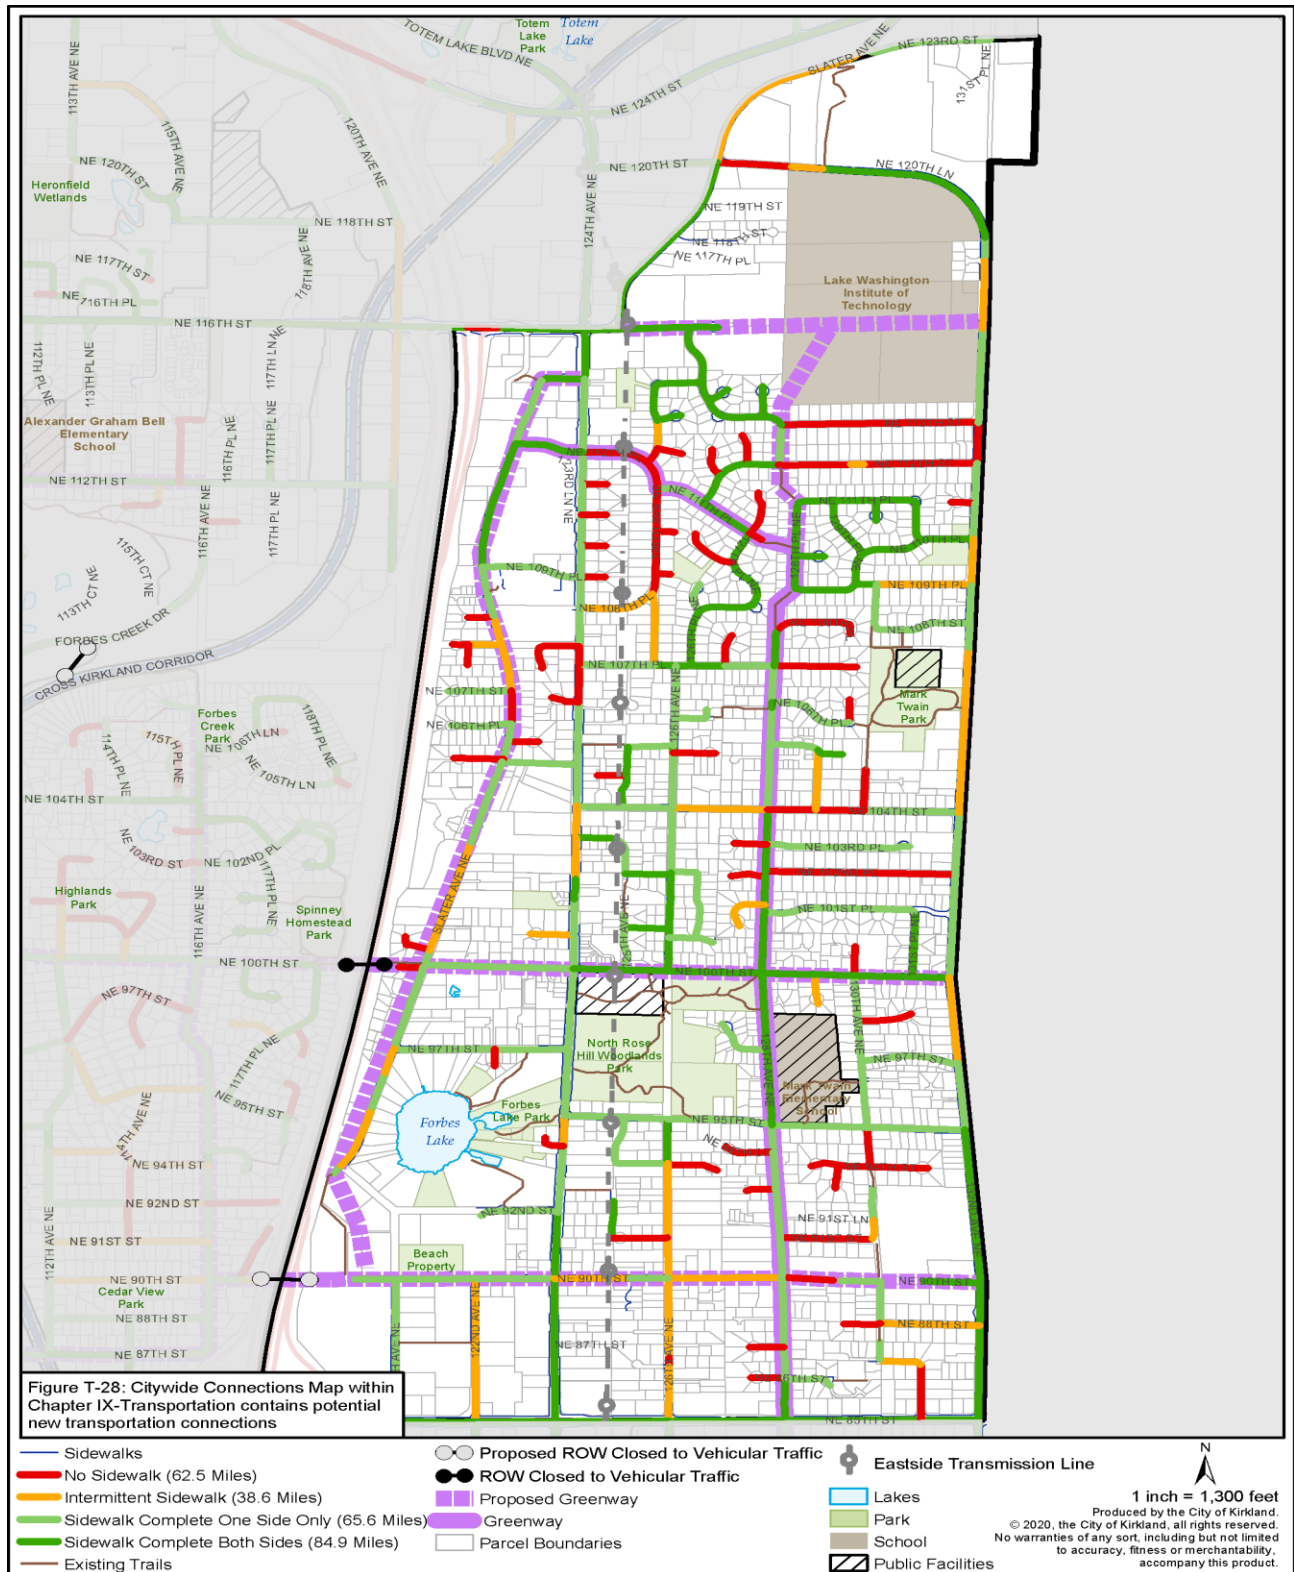 Totem
Lake
Park
Totem
Lake
TOTEM LAKE BLVD NE
SLATER AVE NE
NE 123RD ST
131ST PL NE
113TH AVE NE
115TH AVE NE
120TH AVE NE
NE 124TH ST
NE 120TH ST
NE 120TH ST
NE 120TH LN
Heronfield
Wetlands
124TH AVE NE
NE 119TH ST
NE 118TH ST
NE 118TH ST
NE 117TH PL
118TH AVE NE
NE 117TH ST
Lake Washington
Institute of
Technology
NE 116TH ST
112TH PL NE
113TH PL NE
117TH LN NE
Alexander Graham Bell
Elementary
School
116TH PL NE
117TH PL NE
NE 112TH ST
123RD LN NE
116TH AVE NE
117TH PL NE
128TH PL NE
115TH CT NE
113TH CT NE
NE 109TH PL
NE 109TH PL
NE 108TH PL
NE 108TH ST
FORBES CREEK DR
CROSS KIRKLAND CORRIDOR
NE 107TH PL
NE 107TH ST
NE 106TH PL
126TH AVE NE
Mark
Twain
Park
Forbes
Creek
Park
118TH PL NE
115TH PL NE
114TH PL NE
NE 106TH LN
NE 105TH LN
NE 104TH ST
NE 104TH ST
NE 103RD ST
NE 102ND PL
NE 103RD PL
117TH PL NE
Highlands
Park
SLATER AVE NE
NE 101ST PL
Spinney
Homestead
Park
116TH AVE NE
125TH AVE NE
NE 100TH ST
NE 100TH ST
NE 97TH ST
130TH AVE NE
117TH PL NE
NE 97TH ST
North Rose
Hill Woodlands
Park
128TH AVE NE
NE 97TH ST
Mark Twain
Elementary
School
NE 95TH ST
Forbes
Lake
Forbes
Lake Park
NE 95TH ST
114TH AVE NE
NE 94TH ST
NE 92ND ST
NE 92ND ST
NE 91ST LN
112TH AVE NE
NE 91ST ST
Beach
Property
NE 90TH ST
NE 90TH ST
NE 90TH ST
Cedar View
Park
NE 88TH ST
NE 88TH ST
122ND AVE NE
NE 87TH ST
NE 87TH ST
126TH AVE NE
NE 85TH ST
Figure T-28: Citywide Connections Map within
Chapter IX-Transportation contains potential
new transportation connections
Sidewalks
No Sidewalk (62.5 Miles)
Intermittent Sidewalk (38.6 Miles)
Sidewalk Complete One Side Only (65.6 Miles)
Sidewalk Complete Both Sides (84.9 Miles)
Existing Trails
Proposed ROW Closed to Vehicular Traffic
ROW Closed to Vehicular Traffic
Proposed Greenway
Greenway
Parcel Boundaries
Eastside Transmission Line
Lakes
Park
School
Public Facilities
N
1 inch = 1,300 feet
Produced by the City of Kirkland.
© 2020, the City of Kirkland, all rights reserved.
No warranties of any sort, including but not limited
to accuracy, fitness or merchantability,
accompany this product.